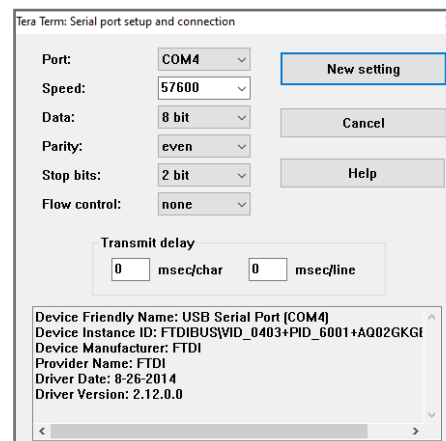 Tera Term: Serial port setup and connection
Port: COM4 New setting
Speed: 57600
Data: 8 bit Cancel
Parity: even
Stop bits: 2 bit Help
Flow control: none
Transmit delay
0 msec/char 0 msec/line
Device Friendly Name: USB Serial Port (COM4)
Device Instance ID: FTDIBUS\VID_0403+PID_6001+AQ02GKGE
Device Manufacturer: FTDI
Provider Name: FTDI
Driver Date: 8-26-2014
Driver Version: 2.12.0.0